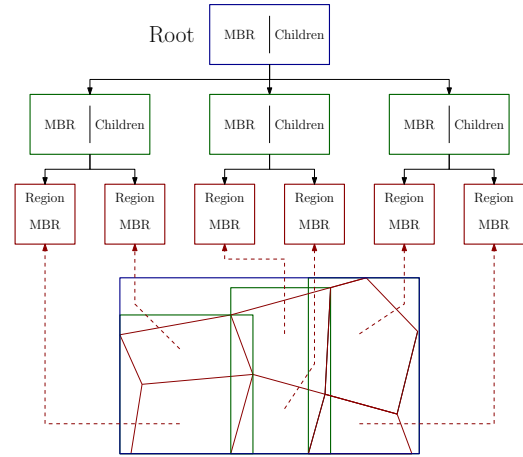 Root
MBR Children
MBR Children MBR Children MBR Children
Region Region Region Region Region Region
MBR MBR MBR MBR MBR MBR